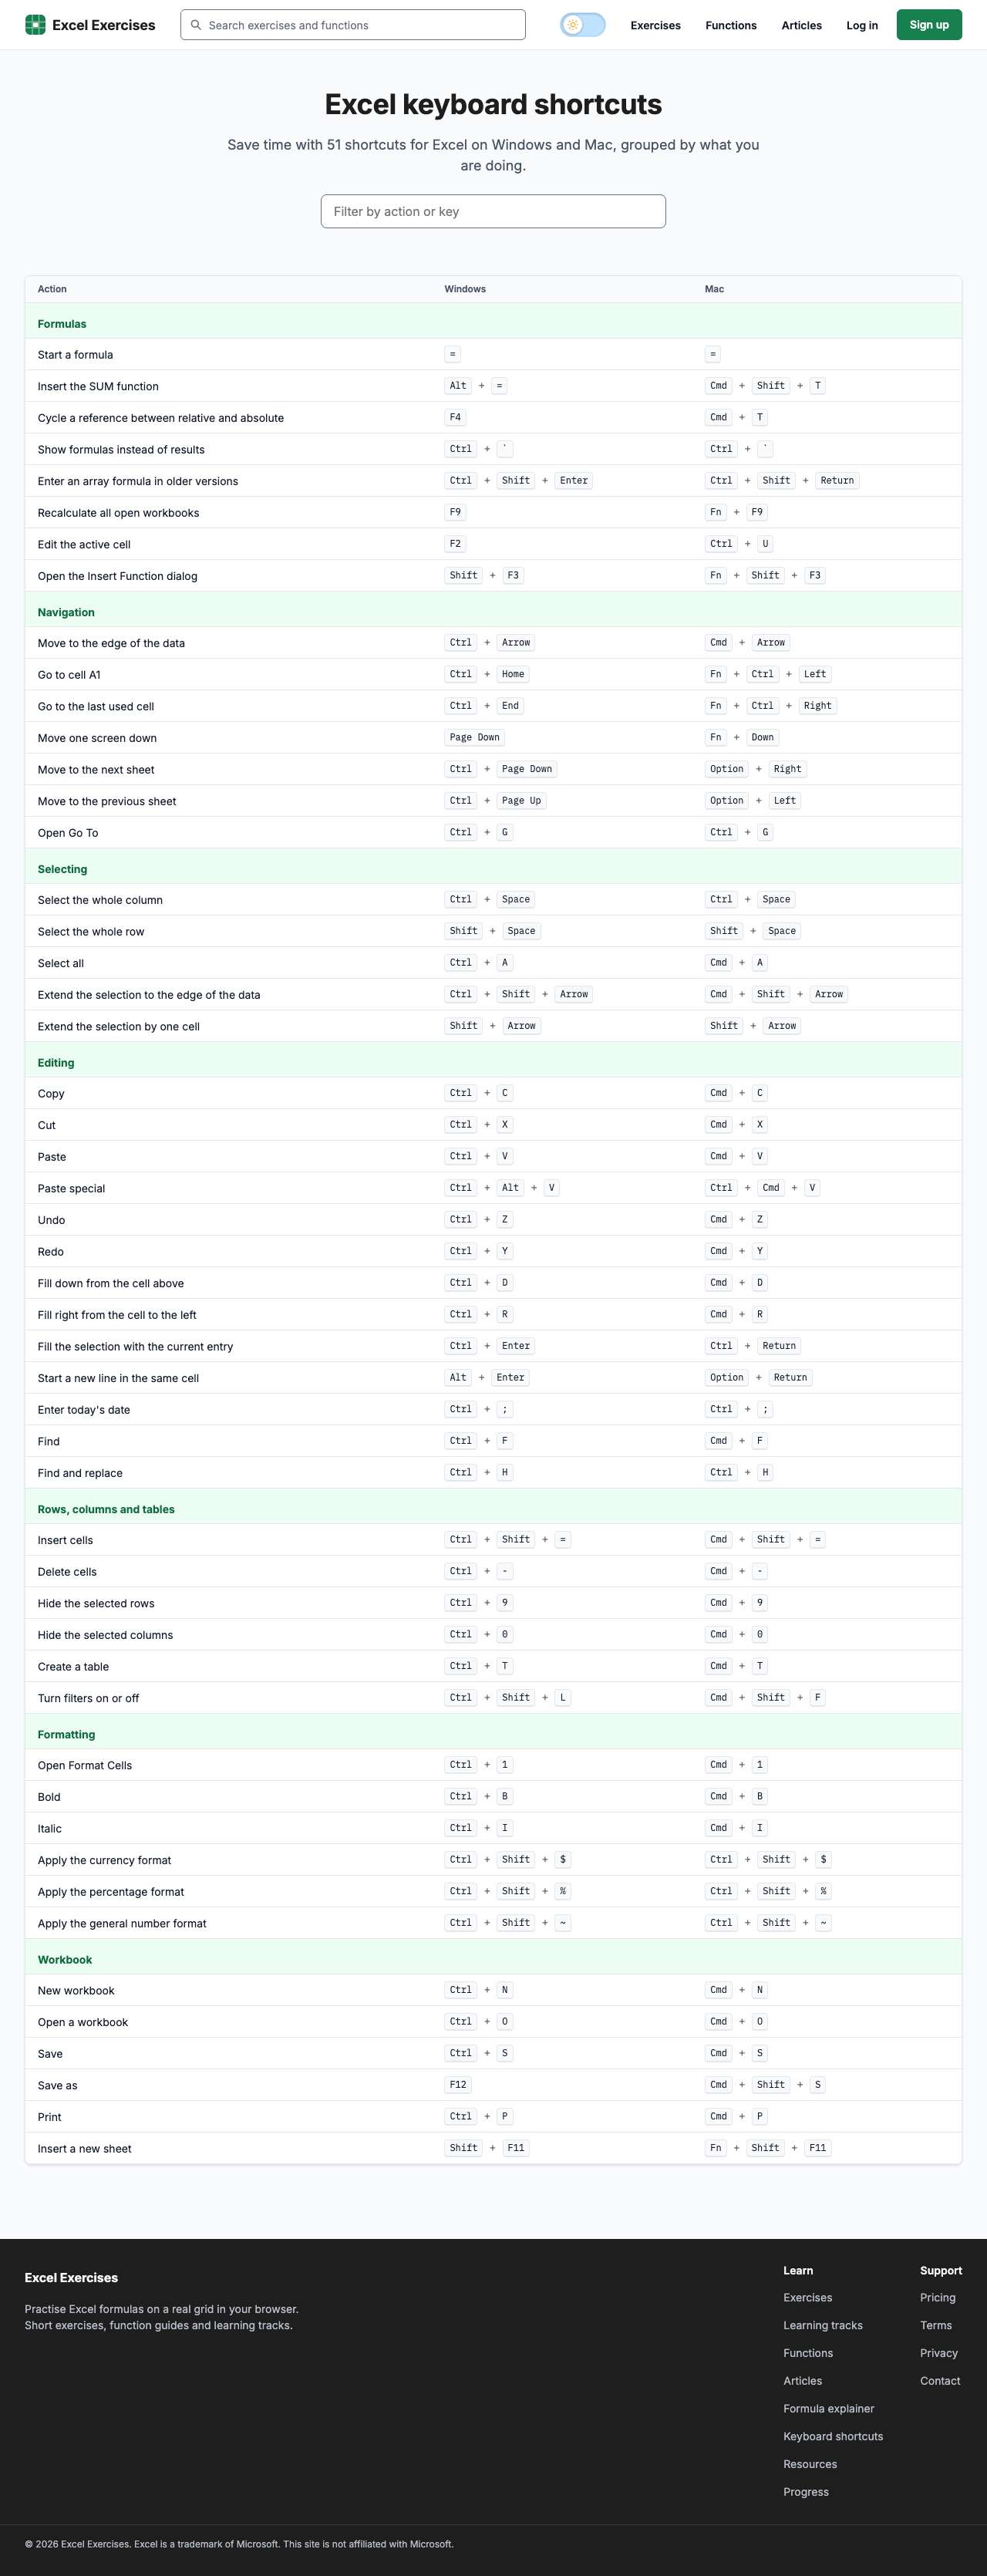 Excel Exercises
Search exercises and functions
Exercises Functions Articles Log in Sign up
Excel keyboard shortcuts
Save time with 51 shortcuts for Excel on Windows and Mac, grouped by what you
are doing.
Filter by action or key
Action Windows Mac
Formulas
Start a formula = =
Insert the SUM function Alt + = Cmd + Shift + T
Cycle a reference between relative and absolute F4 Cmd + T
Show formulas instead of results Ctrl + ` Ctrl + `
Enter an array formula in older versions Ctrl + Shift + Enter Ctrl + Shift + Return
Recalculate all open workbooks F9 Fn + F9
Edit the active cell F2 Ctrl + U
Open the Insert Function dialog Shift + F3 Fn + Shift + F3
Navigation
Move to the edge of the data Ctrl + Arrow Cmd + Arrow
Go to cell A1 Ctrl + Home Fn + Ctrl + Left
Go to the last used cell Ctrl + End Fn + Ctrl + Right
Move one screen down Page Down Fn + Down
Move to the next sheet Ctrl + Page Down Option + Right
Move to the previous sheet Ctrl + Page Up Option + Left
Open Go To Ctrl + G Ctrl + G
Selecting
Select the whole column Ctrl + Space Ctrl + Space
Select the whole row Shift + Space Shift + Space
Select all Ctrl + A Cmd + A
Extend the selection to the edge of the data Ctrl + Shift + Arrow Cmd + Shift + Arrow
Extend the selection by one cell Shift + Arrow Shift + Arrow
Editing
Copy Ctrl + C Cmd + C
Cut Ctrl + X Cmd + X
Paste Ctrl + V Cmd + V
Paste special Ctrl + Alt + V Ctrl + Cmd + V
Undo Ctrl + Z Cmd + Z
Redo Ctrl + Y Cmd + Y
Fill down from the cell above Ctrl + D Cmd + D
Fill right from the cell to the left Ctrl + R Cmd + R
Fill the selection with the current entry Ctrl + Enter Ctrl + Return
Start a new line in the same cell Alt + Enter Option + Return
Enter today's date Ctrl + ; Ctrl + ;
Find Ctrl + F Cmd + F
Find and replace Ctrl + H Ctrl + H
Rows, columns and tables
Insert cells Ctrl + Shift + = Cmd + Shift + =
Delete cells Ctrl + - Cmd + -
Hide the selected rows Ctrl + 9 Cmd + 9
Hide the selected columns Ctrl + 0 Cmd + 0
Create a table Ctrl + T Cmd + T
Turn filters on or off Ctrl + Shift + L Cmd + Shift + F
Formatting
Open Format Cells Ctrl + 1 Cmd + 1
Bold Ctrl + B Cmd + B
Italic Ctrl + I Cmd + I
Apply the currency format Ctrl + Shift + $ Ctrl + Shift + $
Apply the percentage format Ctrl + Shift + % Ctrl + Shift + %
Apply the general number format Ctrl + Shift + ~ Ctrl + Shift + ~
Workbook
New workbook Ctrl + N Cmd + N
Open a workbook Ctrl + O Cmd + O
Save Ctrl + S Cmd + S
Save as F12 Cmd + Shift + S
Print Ctrl + P Cmd + P
Insert a new sheet Shift + F11 Fn + Shift + F11
Excel Exercises
Practise Excel formulas on a real grid in your browser.
Short exercises, function guides and learning tracks.
Learn
Exercises
Learning tracks
Functions
Articles
Formula explainer
Keyboard shortcuts
Resources
Progress
Support
Pricing
Terms
Privacy
Contact
© 2026 Excel Exercises. Excel is a trademark of Microsoft. This site is not affiliated with Microsoft.